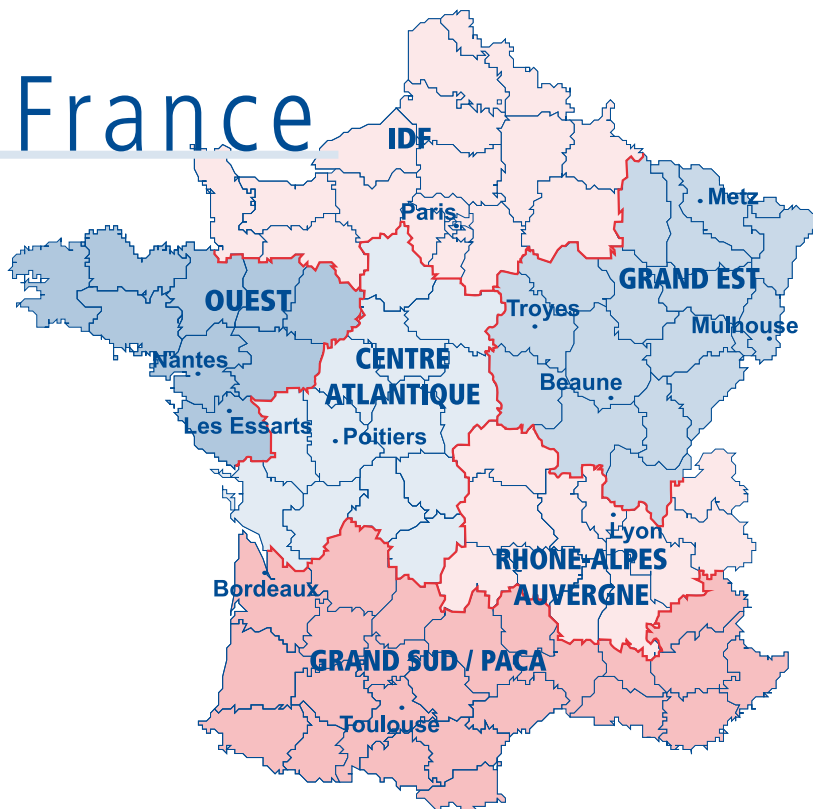 France
IDF
Paris
Metz
GRAND EST
OUEST
Troyes
Mulhouse
Nantes
CENTRE
ATLANTIQUE
Beaune
Les Essarts
Poitiers
Lyon
RHONE-ALPES
AUVERGNE
Bordeaux
GRAND SUD / PACA
Toulouse